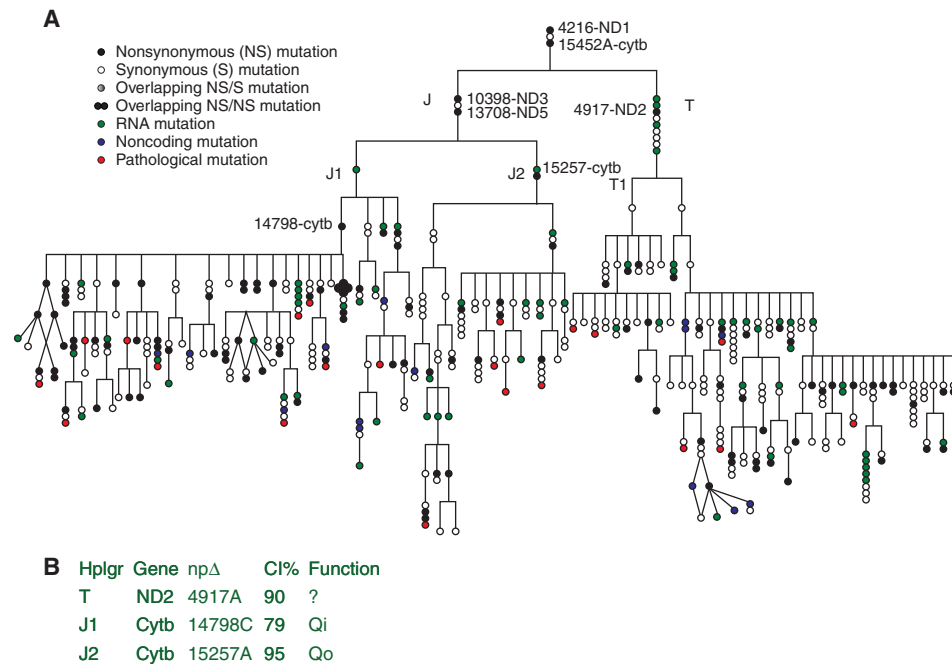 A
4216-ND1
15452A-cytb
Nonsynonymous (NS) mutation
Synonymous (S) mutation
Overlapping NS/S mutation
Overlapping NS/NS mutation
RNA mutation
Noncoding mutation
Pathological mutation
J
10398-ND3
13708-ND5
4917-ND2
T
J1
J2
15257-cytb
T1
14798-cytb
B
Hplgr Gene npΔ CI% Function
T ND2 4917A 90 ?
J1 Cytb 14798C 79 Qi
J2 Cytb 15257A 95 Qo